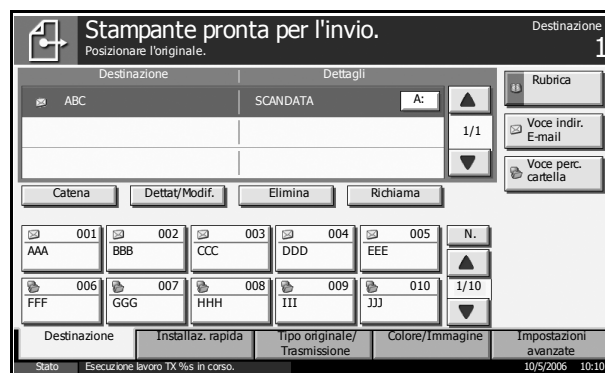 Stampante pronta per l'invio.
Posizionare l'originale.
Destinazione
1
Destinazione Dettagli
ABC SCANDATA A:
1/1
Rubrica
Voce indir.
E-mail
Voce perc.
cartella
Catena Dettat/Modif. Elimina Richiama
001 002 003 004 005 N.
AAA BBB CCC DDD EEE
006 007 008 009 010 1/10
FFF GGG HHH III JJJ
Destinazione Installaz. rapida Tipo originale/
Trasmissione Colore/Immagine Impostazioni
avanzate
Stato Esecuzione lavoro TX %s in corso. 10/5/2006 10:10